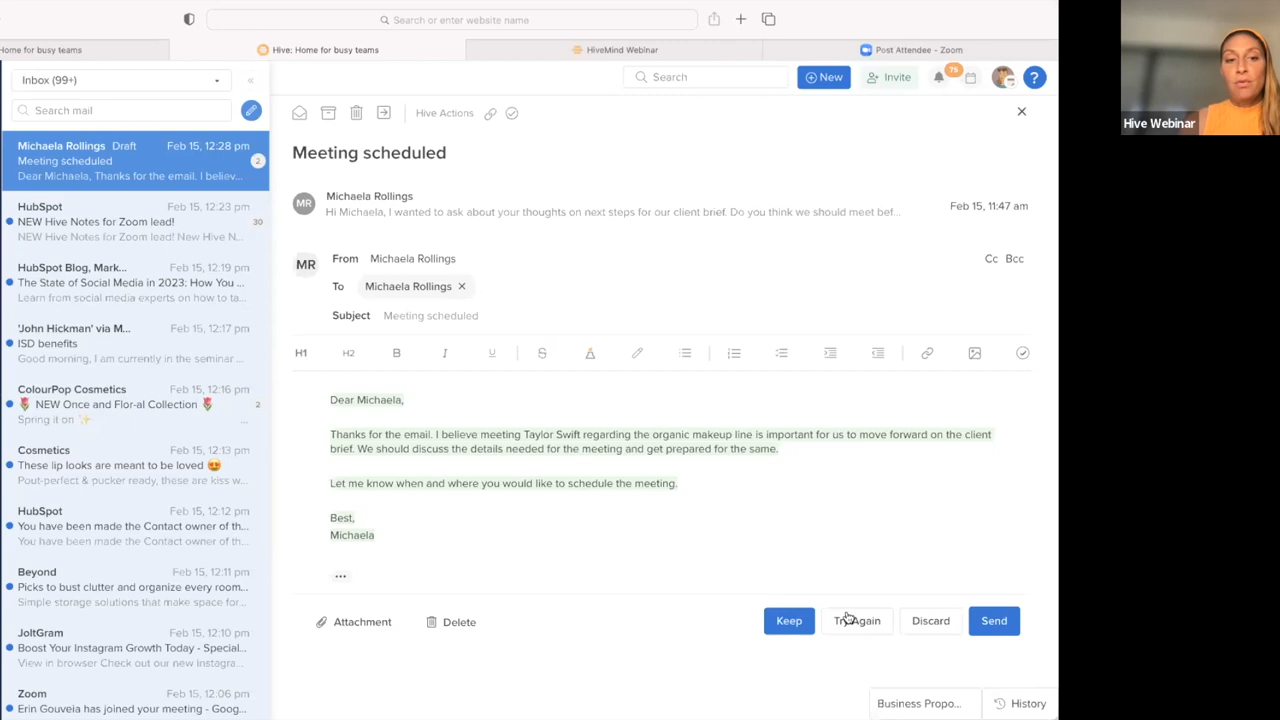 Search or enter website name
Home for busy teams
Hive: Home for busy teams
HiveMind Webinar
Post Attendee - Zoom
Hive Webinar
Inbox (99+)
Search mail
Search
New
Invite
75
?
Hive Actions
Meeting scheduled
Michaela Rollings Draft Feb 15, 12:28 pm
Meeting scheduled 2
Dear Michaela, Thanks for the email. I believ...
HubSpot Feb 15, 12:23 pm
NEW Hive Notes for Zoom lead! 30
NEW Hive Notes for Zoom lead! New Hive N...
HubSpot Blog, Mark... Feb 15, 12:19 pm
The State of Social Media in 2023: How You ...
Learn from social media experts on how to ta...
'John Hickman' via M... Feb 15, 12:17 pm
ISD benefits
Good morning, I am currently in the seminar ...
ColourPop Cosmetics Feb 15, 12:16 pm
🌷 NEW Once and Flor-al Collection 🌷 2
Spring it on ✨ ...
Cosmetics Feb 15, 12:13 pm
These lip looks are meant to be loved 😍
Pout-perfect & pucker ready, these are kiss w...
HubSpot Feb 15, 12:12 pm
You have been made the Contact owner of th...
You have been made the Contact owner of th...
Beyond Feb 15, 12:11 pm
Picks to bust clutter and organize every room...
Simple storage solutions that make space for...
JoltGram Feb 15, 12:10 pm
Boost Your Instagram Growth Today - Special...
View in browser Check out our new Instagra...
Zoom Feb 15, 12:06 pm
Erin Gouveia has joined your meeting - Goog...
MR
Michaela Rollings
Hi Michaela, I wanted to ask about your thoughts on next steps for our client brief. Do you think we should meet bef...
Feb 15, 11:47 am
MR
From Michaela Rollings
Cc Bcc
To Michaela Rollings ×
Subject Meeting scheduled
H1 H2 B I U S
Dear Michaela,
Thanks for the email. I believe meeting Taylor Swift regarding the organic makeup line is important for us to move forward on the client
brief. We should discuss the details needed for the meeting and get prepared for the same.
Let me know when and where you would like to schedule the meeting.
Best,
Michaela
...
Attachment
Delete
Keep
Try Again
Discard
Send
Business Propo...
History